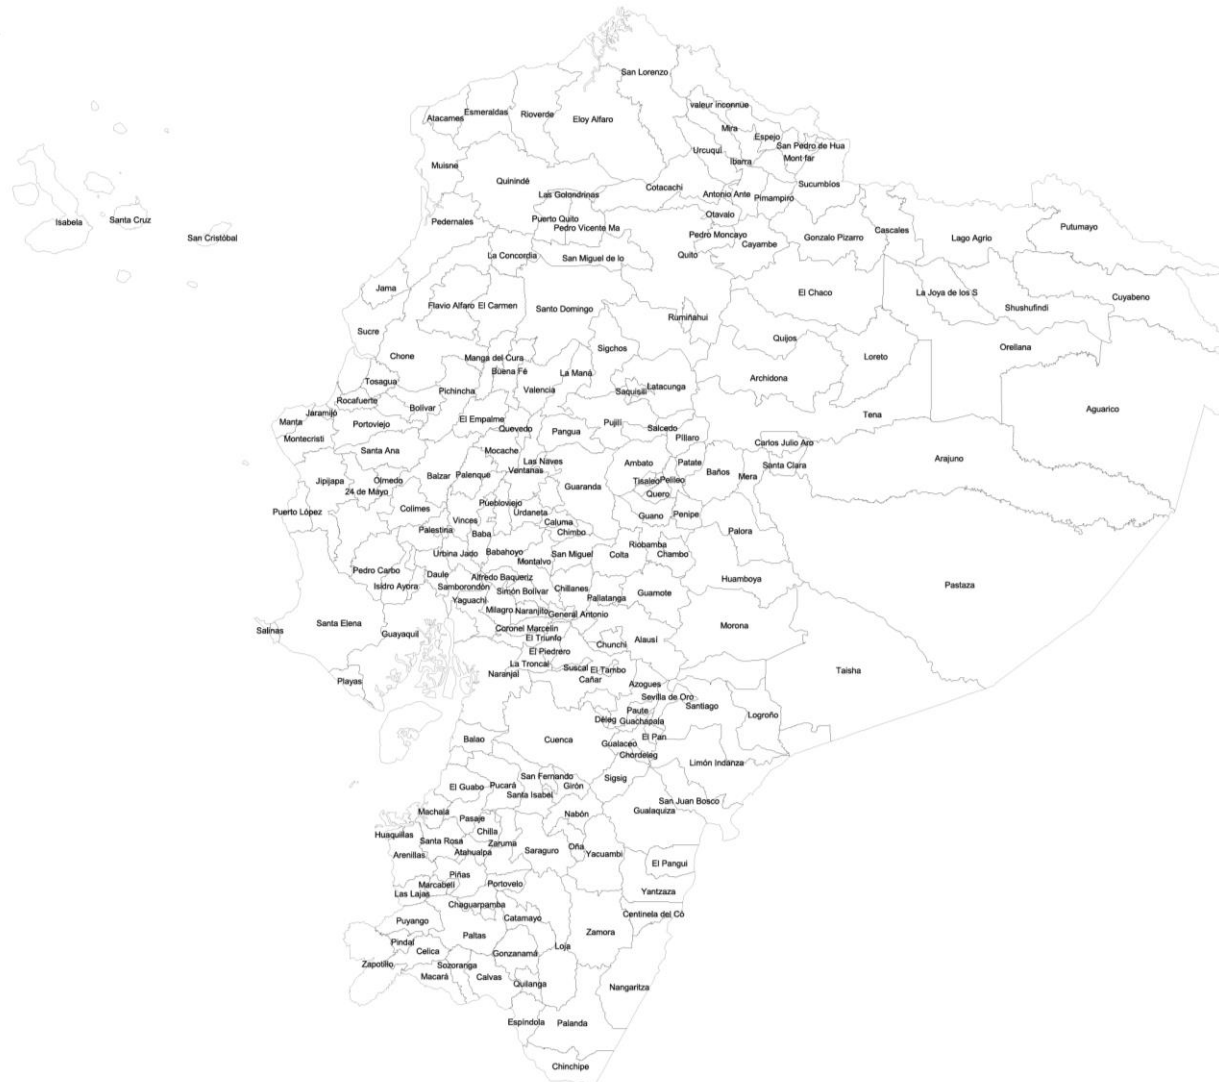 San Lorenzo
valeur inconnue
Esmeraldas
Rioverde
Atacames
Eloy Alfaro
Mira
Espejo
San Pedro de Hua
Urcuquí
Ibarra
Mont far
Muisne
Quinindé
Sucumbíos
Cotacachi
Las Golondrinas
Antonio Ante
Pimampiro
Isabela
Santa Cruz
San Cristóbal
Pedernales
Puerto Quito
Pedro Vicente Ma
Otavalo
Pedro Moncayo
Cayambe
Gonzalo Pizarro
Cascales
Lago Agrio
Putumayo
La Concordia
San Miguel de lo
Quito
Jama
El Chaco
La Joya de los S
Cuyabeno
Shushufindi
Flavio Alfaro
El Carmen
Santo Domingo
Rumiñahui
Sucre
Quijos
Orellana
Loreto
Chone
Manga del Cura
Sigchos
Buena Fé
La Maná
Tosagua
Archidona
Pichincha
Valencia
Saquisilí
Latacunga
Rocafuerte
Bolívar
Aguarico
Jaramijó
Manta
Portoviejo
El Empalme
Quevedo
Pangua
Pujilí
Salcedo
Tena
Montecristi
Píllaro
Carlos Julio Aro
Santa Ana
Mocache
Las Naves
Ambato
Patate
Santa Clara
Arajuno
Jipijapa
Olmedo
Balzar
Palenque
Ventanas
Baños
Mera
24 de Mayo
Guaranda
Tisaleo
Pelileo
Quero
Puerto López
Colimes
Puebloviejo
Urdaneta
Guano
Penipe
Vinces
Caluma
Palestina
Baba
Chimbo
Palora
Riobamba
Urbina Jado
Babahoyo
Montalvo
San Miguel
Colta
Chambo
Pedro Carbo
Daule
Alfredo Baqueriz
Huamboya
Isidro Ayora
Samborondón
Simón Bolívar
Chillanes
Pallatanga
Guamote
Pastaza
Yaguachi
Milagro
Naranjito
General Antonio
Salinas
Santa Elena
Guayaquil
Coronel Marcelin
El Triunfo
Chunchi
Alausí
Morona
El Piedrero
La Troncal
Suscal
El Tambo
Taisha
Playas
Naranjal
Cañar
Azogues
Sevilla de Oro
Santiago
Paute
Logroño
Déleg
Guachapala
Balao
Cuenca
Gualaceo
El Pan
Chordeleg
Limón Indanza
San Fernando
Sigsig
El Guabo
Pucará
Girón
Santa Isabel
San Juan Bosco
Machala
Pasaje
Nabón
Gualaquiza
Huaquillas
Chilla
Santa Rosa
Zaruma
Arenillas
Atahualpa
Saraguro
Oña
Yacuambi
El Pangui
Piñas
Marcabelí
Portovelo
Las Lajas
Yantzaza
Chaguarpamba
Puyango
Catamayo
Centinela del Có
Paltas
Zamora
Pindal
Celica
Gonzanamá
Loja
Zapotillo
Sozoranga
Macará
Calvas
Quilanga
Nangaritza
Espíndola
Palanda
Chinchipe